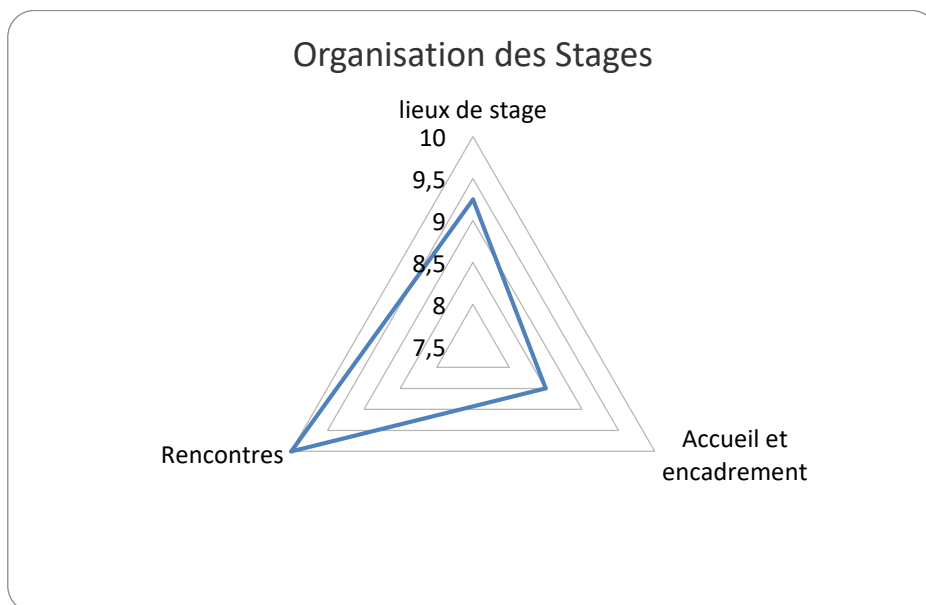 Organisation des Stages
lieux de stage
10
9,5
9
8,5
8
7,5
Rencontres
Accueil et
encadrement